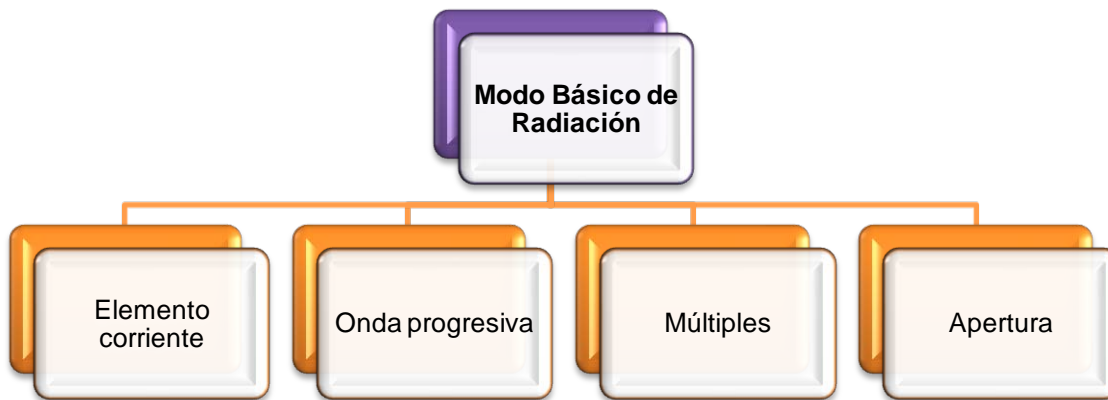 Modo Básico de
Radiación
Elemento
corriente
Onda progresiva
Múltiples
Apertura